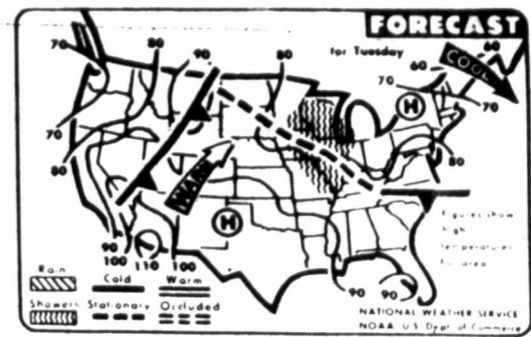 FORECAST
for Tuesday
COOL
60
60
70
80
90
80
70
70
70
80
80
H
WARM
H
90
100
110
100
90
90
Figures show
high
temperatures
for area
Rain
Cold
Warm
Showers
Stationary
Occluded
NATIONAL WEATHER SERVICE
NOAA U.S. Dept of Commerce